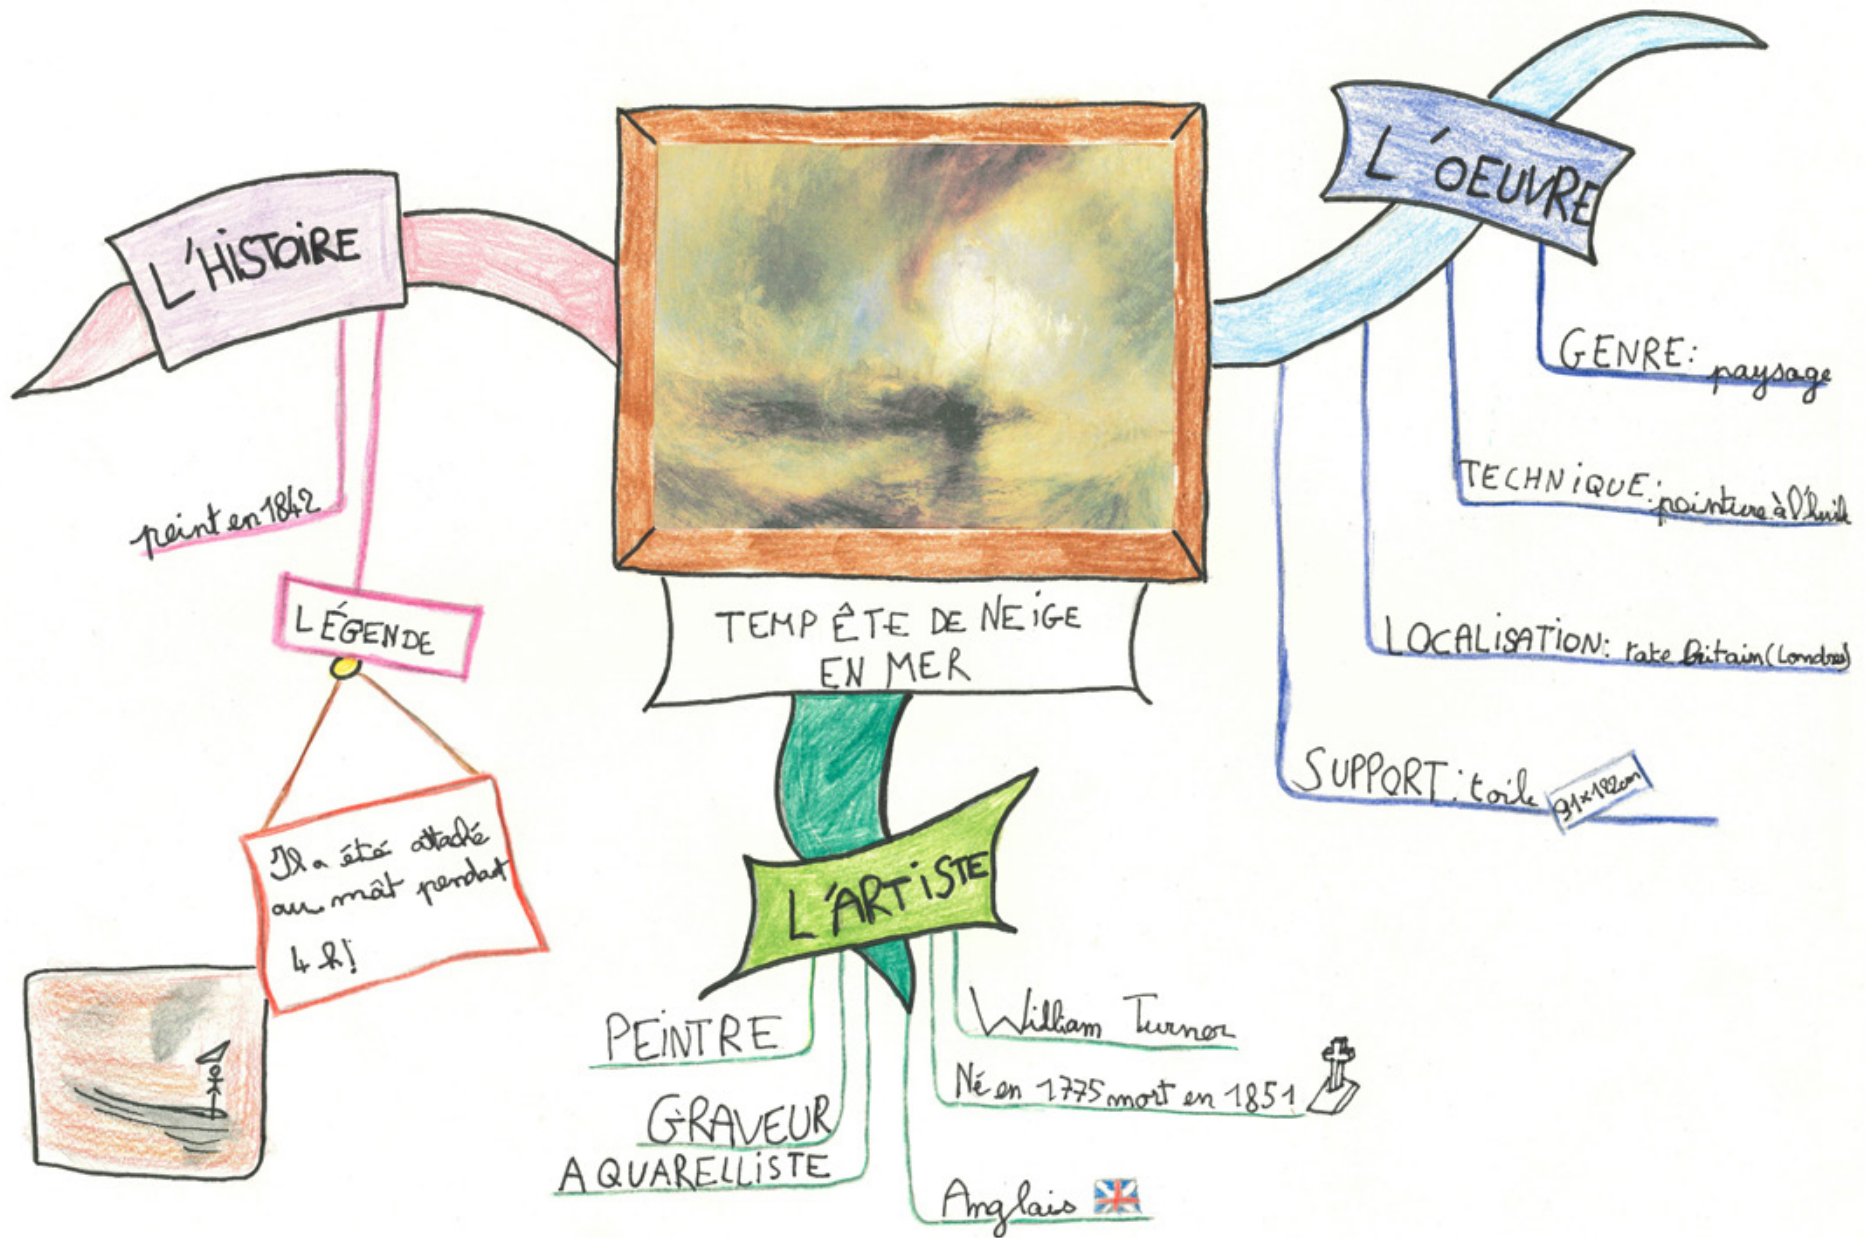 L'HISTOIRE
peint en 1842
LÉGENDE
Il a été attaché
au mât pendant
4 h!
TEMPÊTE DE NEIGE
EN MER
L'OEUVRE
GENRE: paysage
TECHNIQUE: peinture à l'huile
LOCALISATION: Tate Britain (Londres)
SUPPORT: toile 91x122cm
L'ARTISTE
PEINTRE
GRAVEUR
AQUARELLISTE
William Turner
Né en 1775 mort en 1851
Anglais